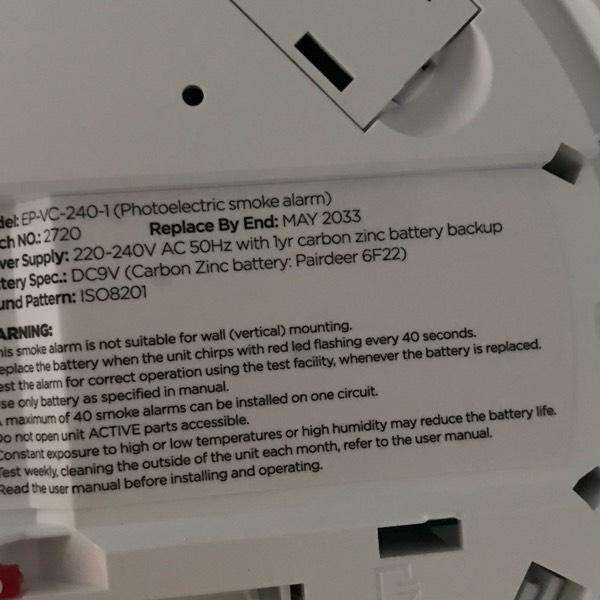 del: EP-VC-240-1 (Photoelectric smoke alarm)
ch NO.: 2720 Replace By End: MAY 2033
wer Supply: 220-240V AC 50Hz with 1yr carbon zinc battery backup
ttery Spec.: DC9V (Carbon Zinc battery: Pairdeer 6F22)
und Pattern: ISO8201
ARNING:
his smoke alarm is not suitable for wall (vertical) mounting.
eplace the battery when the unit chirps with red led flashing every 40 seconds.
est the alarm for correct operation using the test facility, whenever the battery is replaced.
se only battery as specified in manual.
maximum of 40 smoke alarms can be installed on one circuit.
Do not open unit ACTIVE parts accessible.
Constant exposure to high or low temperatures or high humidity may reduce the battery life.
Test weekly, cleaning the outside of the unit each month, refer to the user manual.
Read the user manual before installing and operating.